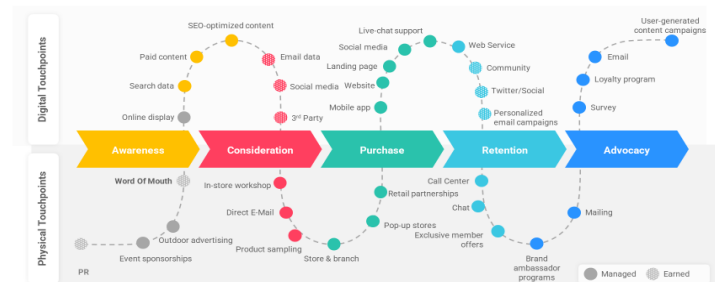 Digital Touchpoints
Physical Touchpoints
SEO-optimized content
Paid content
Search data
Online display
Email data
Social media
3rd Party
Live-chat support
Social media
Landing page
Website
Mobile app
Web Service
Community
Twitter/Social
Personalized
email campaigns
User-generated
content campaigns
Email
Loyalty program
Survey
Awareness
Consideration
Purchase
Retention
Advocacy
Word Of Mouth
Outdoor advertising
Event sponsorships
PR
In-store workshop
Direct E-Mail
Product sampling
Store & branch
Retail partnerships
Pop-up stores
Call Center
Chat
Exclusive member
offers
Brand
ambassador
programs
Mailing
Managed
Earned